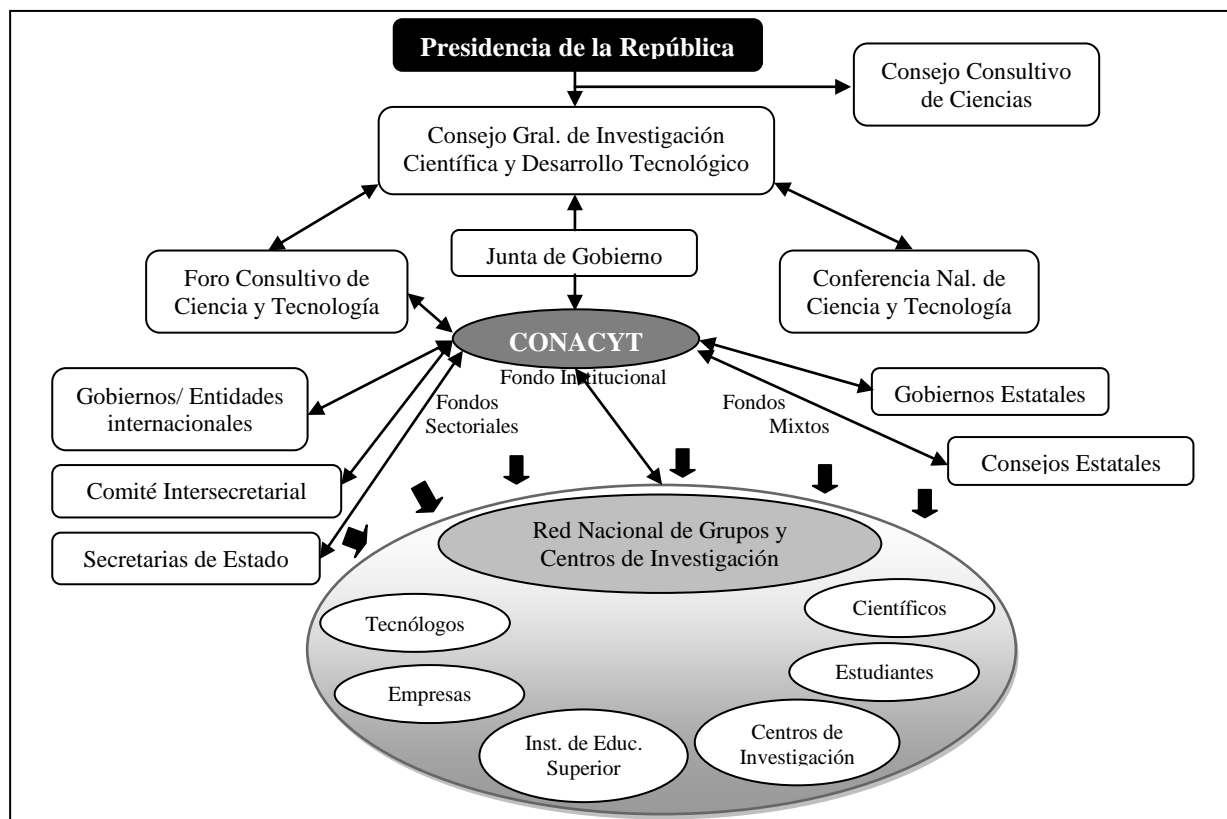 Presidencia de la República
Consejo Consultivo
de Ciencias
Consejo Gral. de Investigación
Científica y Desarrollo Tecnológico
Junta de Gobierno
Foro Consultivo de
Ciencia y Tecnología
Conferencia Nal. de
Ciencia y Tecnología
CONACYT
Fondo Institucional
Gobiernos/ Entidades
internacionales
Fondos
Sectoriales
Fondos
Mixtos
Gobiernos Estatales
Consejos Estatales
Comité Intersecretarial
Secretarias de Estado
Red Nacional de Grupos y
Centros de Investigación
Tecnólogos
Científicos
Empresas
Estudiantes
Inst. de Educ.
Superior
Centros de
Investigación